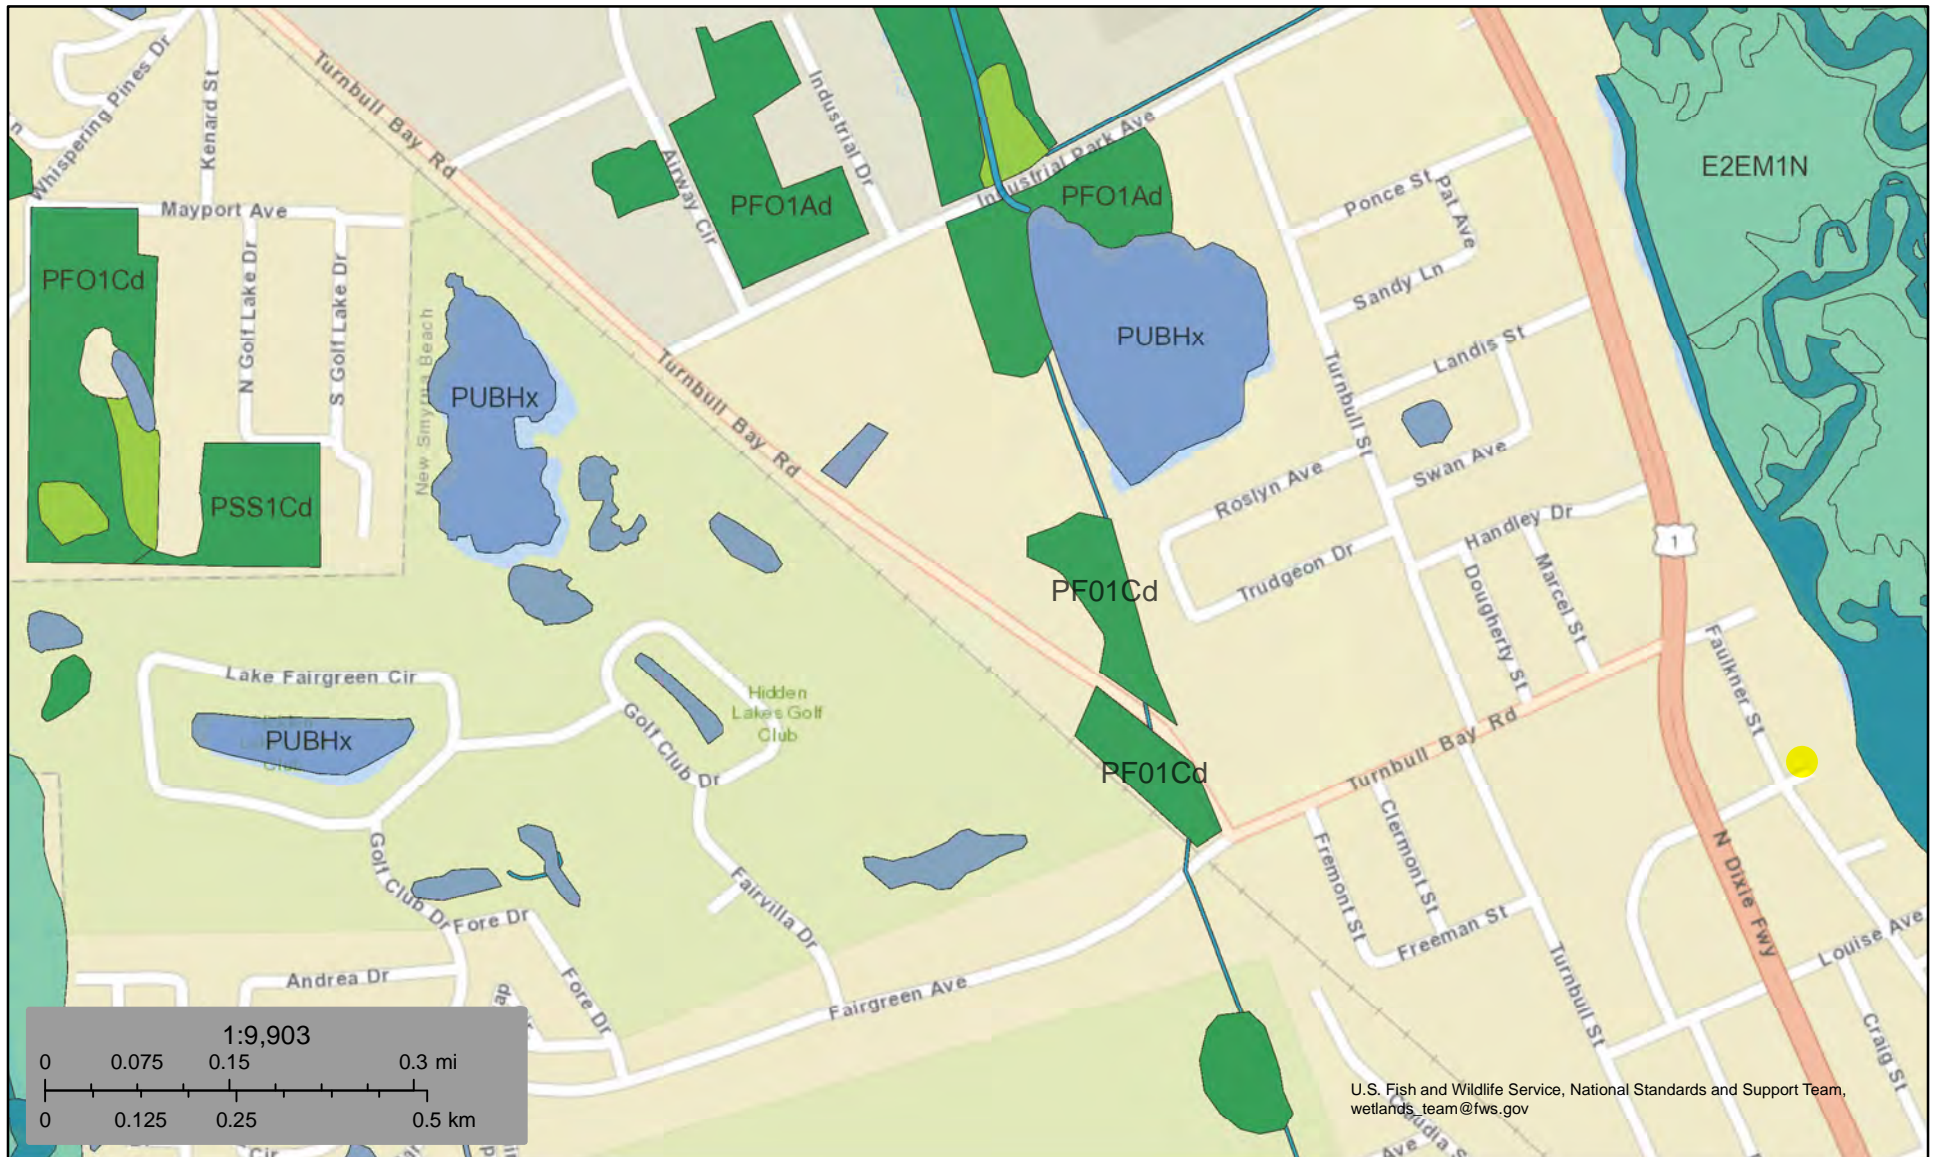 Whispering Pines Dr
Kenard St
Turnbull Bay Rd
Industrial Dr
Airway Cir
Industrial Park Ave
Mayport Ave
PFO1Ad
PFO1Ad
E2EM1N
Ponce St
Pal Ave
Sandy Ln
PFO1Cd
N Golf Lake Dr
S Golf Lake Dr
New Smyrna Beach
PUBHx
PUBHx
Landis St
Turnbull St
Turnbull Bay Rd
Swan Ave
Roslyn Ave
PSS1Cd
Handley Dr
1
Trudgeon Dr
Dougherty St
Marcel St
PF01Cd
Faulkner St
Lake Fairgreen Cir
Hidden
Lakes Golf
Club
Golf Club Dr
PUBHx
Club
PF01Cd
Turnbull Bay Rd
Clermont St
Fremont St
N Dixie Fwy
Golf Club Dr
Fore Dr
Fairvilla Dr
Freeman St
Louise Ave
Turnbull St
Andrea Dr
Fore Dr
Fairgreen Ave
Craig St
1:9,903
0 0.075 0.15 0.3 mi
0 0.125 0.25 0.5 km
U.S. Fish and Wildlife Service, National Standards and Support Team,
wetlands_team@fws.gov
Claudia S
Ave
Cir